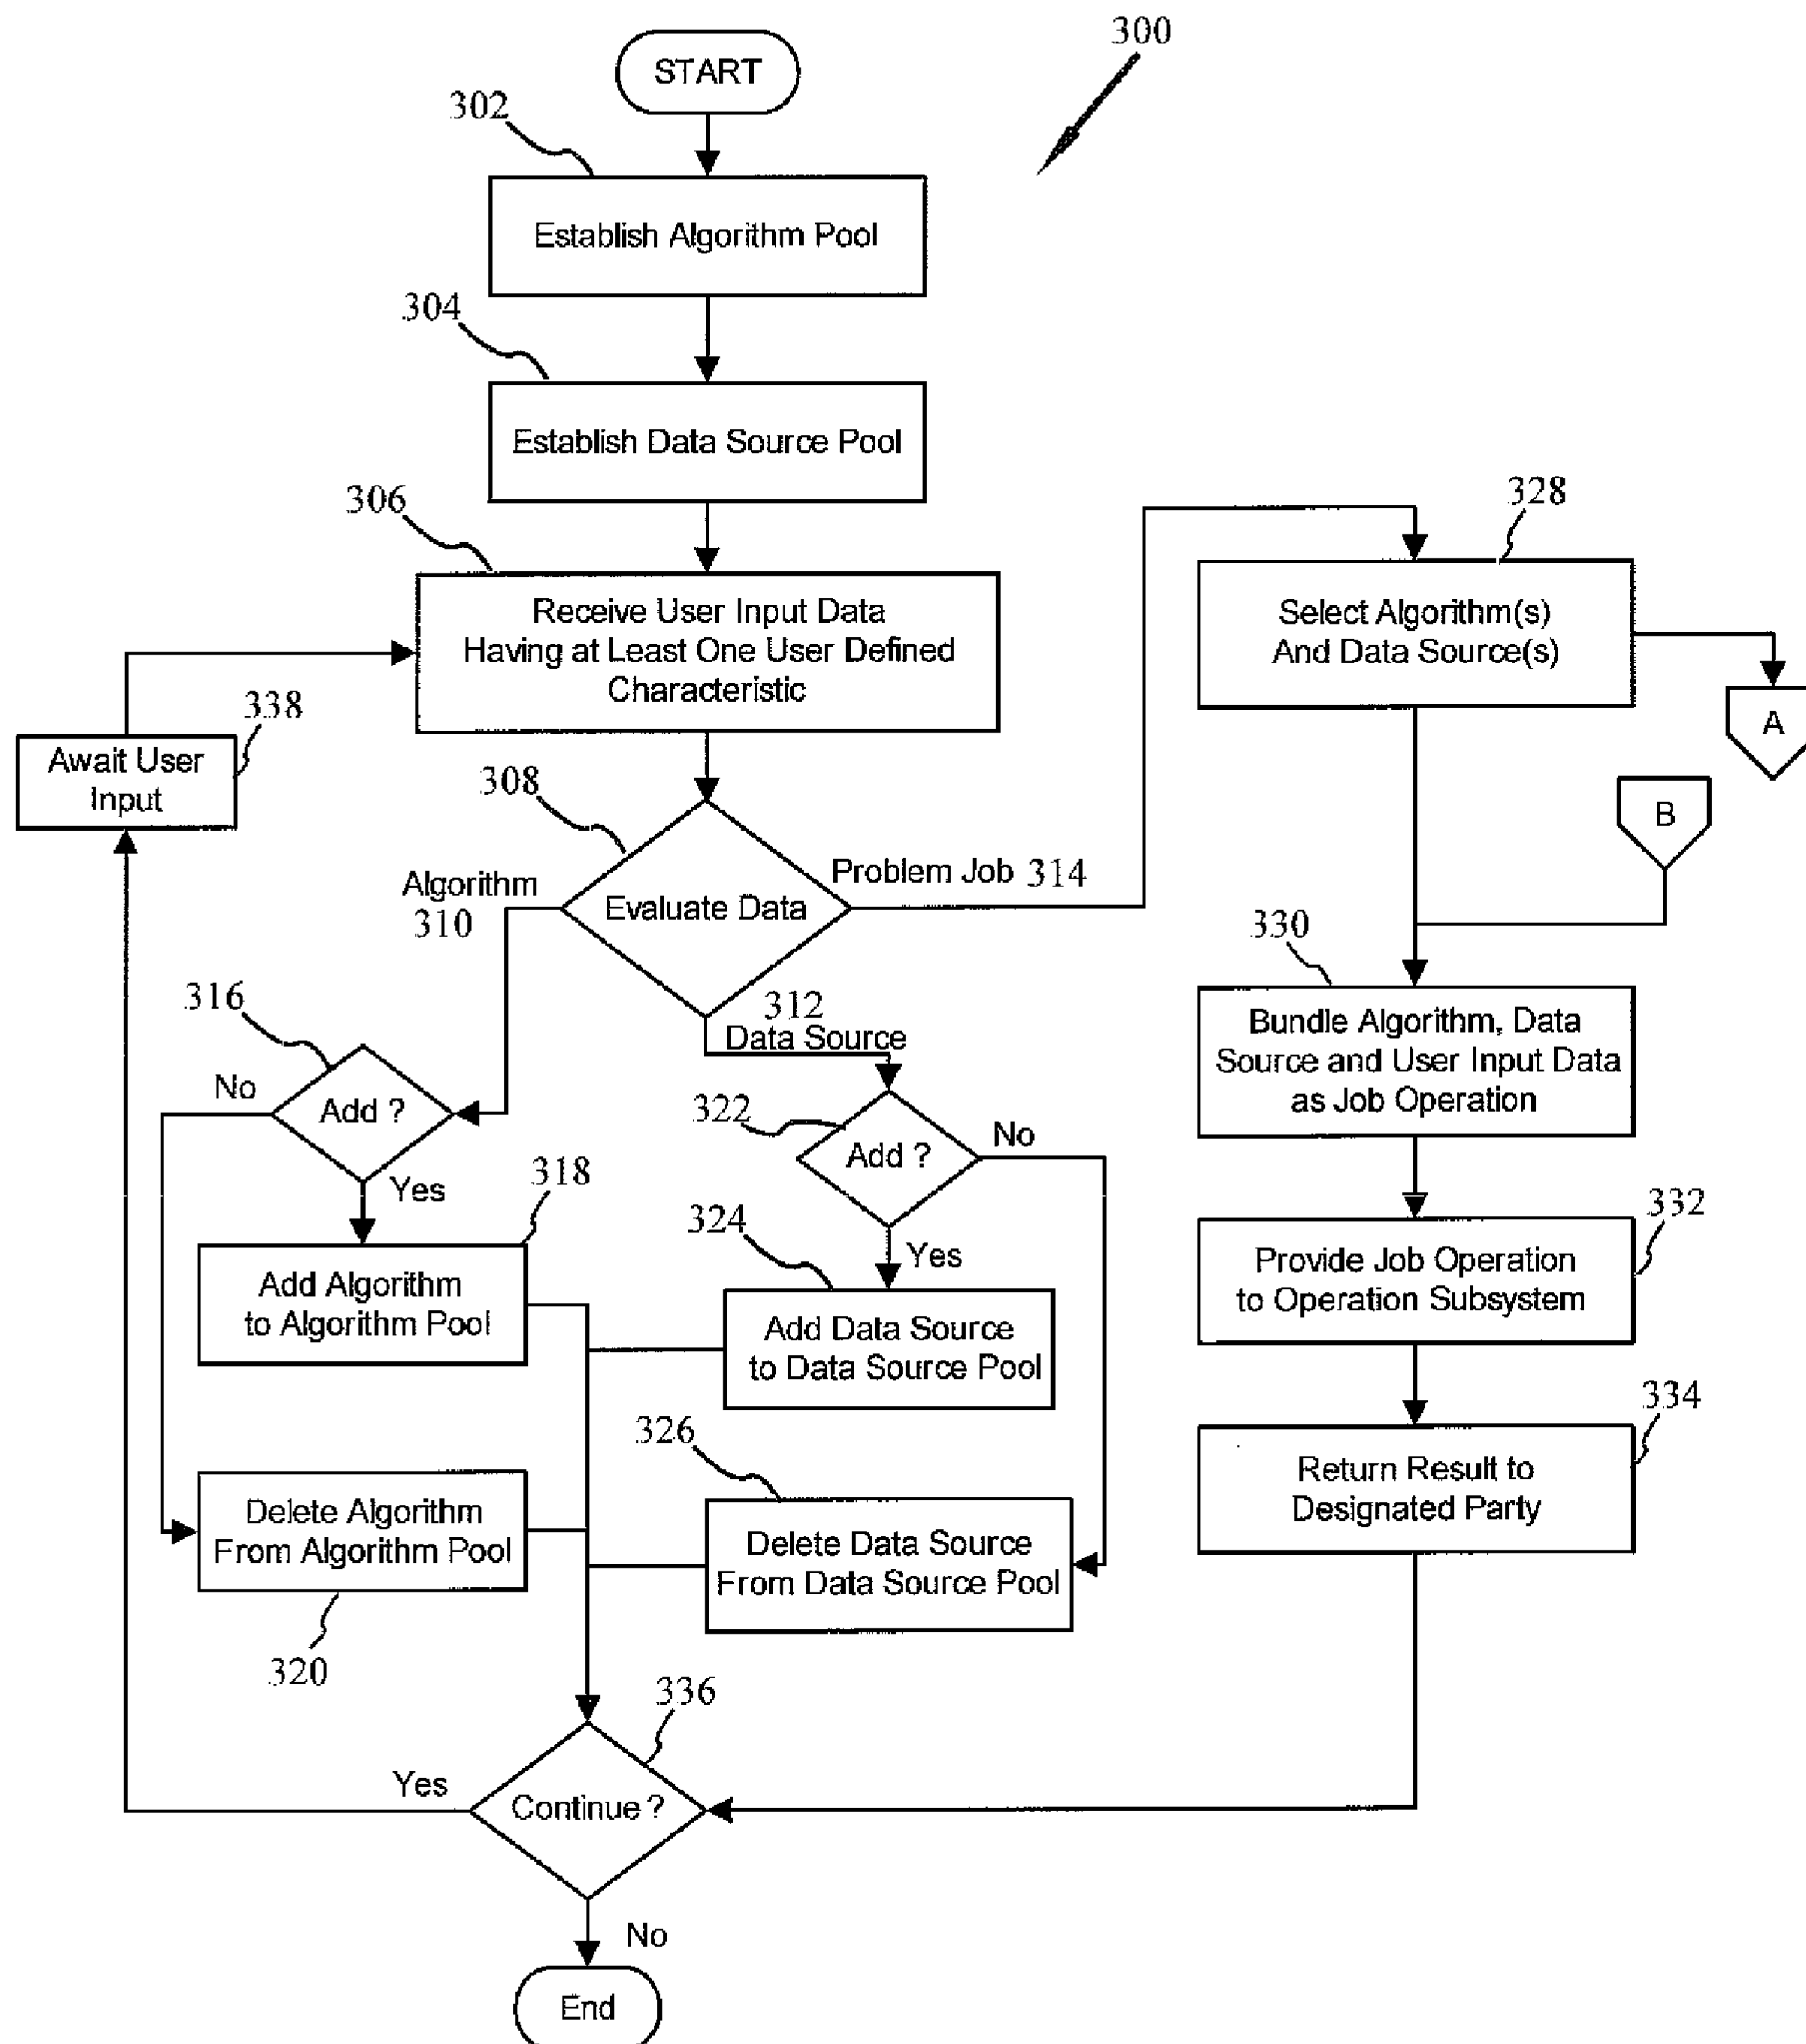 300
START
302
Establish Algorithm Pool
304
Establish Data Source Pool
306
328
Receive User Input Data
Having at Least One User Defined
Characteristic
Select Algorithm(s)
And Data Source(s)
A
338
Await User
Input
B
308
Evaluate Data
Algorithm
310
Problem Job 314
312
Data Source
330
Bundle Algorithm, Data
Source and User Input Data
as Job Operation
316
Add ?
No
Yes
322
Add ?
No
Yes
318
Add Algorithm
to Algorithm Pool
324
Add Data Source
to Data Source Pool
332
Provide Job Operation
to Operation Subsystem
334
Return Result to
Designated Party
326
Delete Data Source
From Data Source Pool
Delete Algorithm
From Algorithm Pool
320
336
Continue ?
Yes
No
End